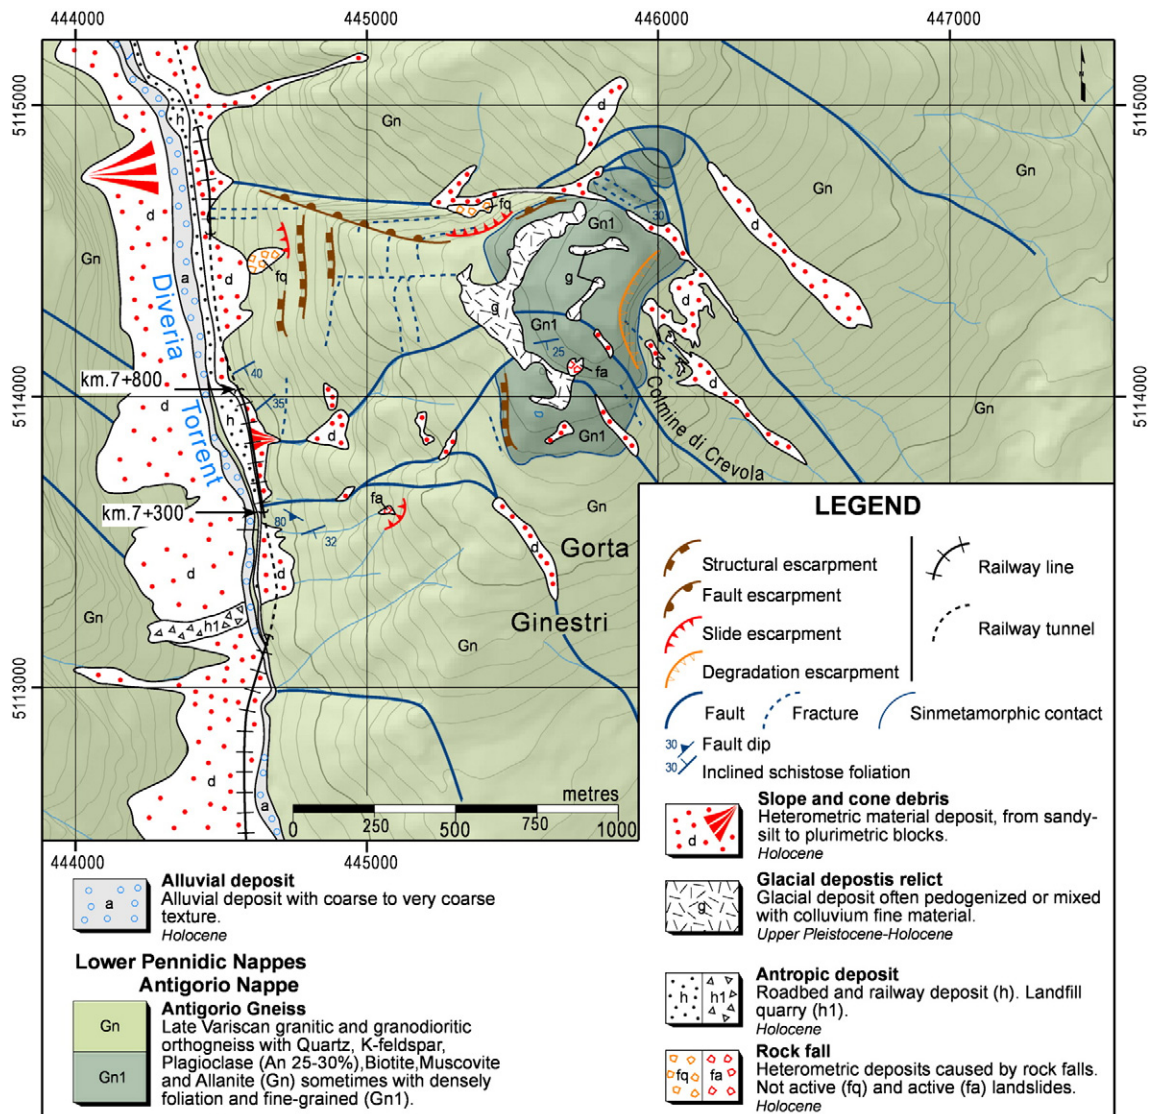 444000 445000 446000 447000
5115000 5115000
5114000 5114000
5113000
444000 445000
Gn
d
Gn
Gn
h
fq
Gn
30
d
Gn1
d
Gn
a
d
fq
g
d
g
Gn1
25
Diveria
Torrent
40
km.7+800
35
fa
d
d
h
d
Gn1
Gn
Colmine di Crevola
km.7+300
fa
80
32
Gn
d
Gorta
d
d
Gn
h1
Ginestri
Gn
d
a
metres
0 250 500 750 1000
LEGEND
Structural escarpment
Fault escarpment
Slide escarpment
Degradation escarpment
Railway line
Railway tunnel
Fault Fracture Sinmetamorphic contact
30 Fault dip
30 Inclined schistose foliation
d
Slope and cone debris
Heterometric material deposit, from sandy-
silt to plurimetric blocks.
Holocene
g
Glacial depostis relict
Glacial deposit often pedogenized or mixed
with colluvium fine material.
Upper Pleistocene-Holocene
h h1
Antropic deposit
Roadbed and railway deposit (h). Landfill
quarry (h1).
Holocene
fq fa
Rock fall
Heterometric deposits caused by rock falls.
Not active (fq) and active (fa) landslides.
Holocene
a
Alluvial deposit
Alluvial deposit with coarse to very coarse
texture.
Holocene
Lower Pennidic Nappes
Antigorio Nappe
Gn
Gn1
Antigorio Gneiss
Late Variscan granitic and granodioritic
orthogneiss with Quartz, K-feldspar,
Plagioclase (An 25-30%),Biotite,Muscovite
and Allanite (Gn) sometimes with densely
foliation and fine-grained (Gn1).